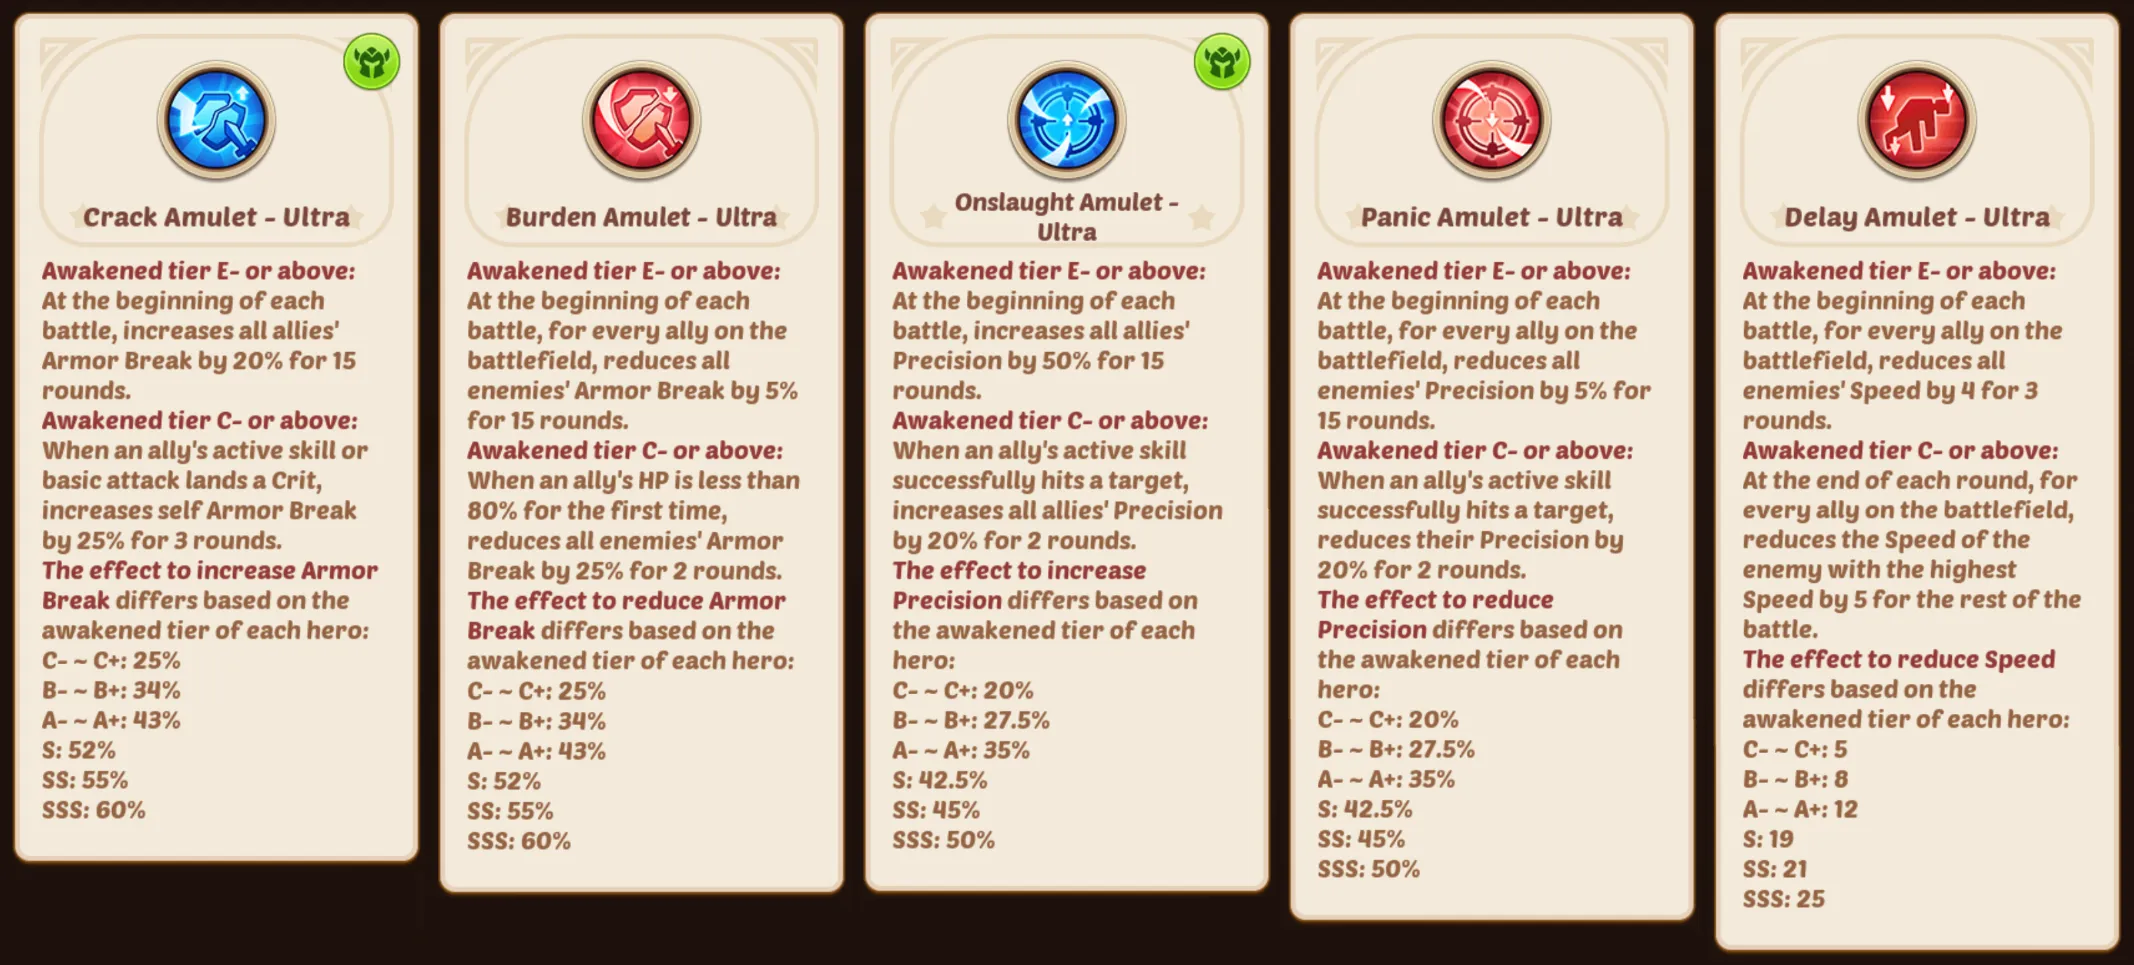 Crack Amulet - Ultra
Awakened tier E- or above:
At the beginning of each
battle, increases all allies'
Armor Break by 20% for 15
rounds.
Awakened tier C- or above:
When an ally's active skill or
basic attack lands a Crit,
increases self Armor Break
by 25% for 3 rounds.
The effect to increase Armor
Break differs based on the
awakened tier of each hero:
C- ~ C+: 25%
B- ~ B+: 34%
A- ~ A+: 43%
S: 52%
SS: 55%
SSS: 60%
Burden Amulet - Ultra
Awakened tier E- or above:
At the beginning of each
battle, for every ally on the
battlefield, reduces all
enemies' Armor Break by 5%
for 15 rounds.
Awakened tier C- or above:
When an ally's HP is less than
80% for the first time,
reduces all enemies' Armor
Break by 25% for 2 rounds.
The effect to reduce Armor
Break differs based on the
awakened tier of each hero:
C- ~ C+: 25%
B- ~ B+: 34%
A- ~ A+: 43%
S: 52%
SS: 55%
SSS: 60%
Onslaught Amulet -
Ultra
Awakened tier E- or above:
At the beginning of each
battle, increases all allies'
Precision by 50% for 15
rounds.
Awakened tier C- or above:
When an ally's active skill
successfully hits a target,
increases all allies' Precision
by 20% for 2 rounds.
The effect to increase
Precision differs based on
the awakened tier of each
hero:
C- ~ C+: 20%
B- ~ B+: 27.5%
A- ~ A+: 35%
S: 42.5%
SS: 45%
SSS: 50%
Panic Amulet - Ultra
Awakened tier E- or above:
At the beginning of each
battle, for every ally on the
battlefield, reduces all
enemies' Precision by 5% for
15 rounds.
Awakened tier C- or above:
When an ally's active skill
successfully hits a target,
reduces their Precision by
20% for 2 rounds.
The effect to reduce
Precision differs based on
the awakened tier of each
hero:
C- ~ C+: 20%
B- ~ B+: 27.5%
A- ~ A+: 35%
S: 42.5%
SS: 45%
SSS: 50%
Delay Amulet - Ultra
Awakened tier E- or above:
At the beginning of each
battle, for every ally on the
battlefield, reduces all
enemies' Speed by 4 for 3
rounds.
Awakened tier C- or above:
At the end of each round, for
every ally on the battlefield,
reduces the Speed of the
enemy with the highest
Speed by 5 for the rest of the
battle.
The effect to reduce Speed
differs based on the
awakened tier of each hero:
C- ~ C+: 5
B- ~ B+: 8
A- ~ A+: 12
S: 19
SS: 21
SSS: 25